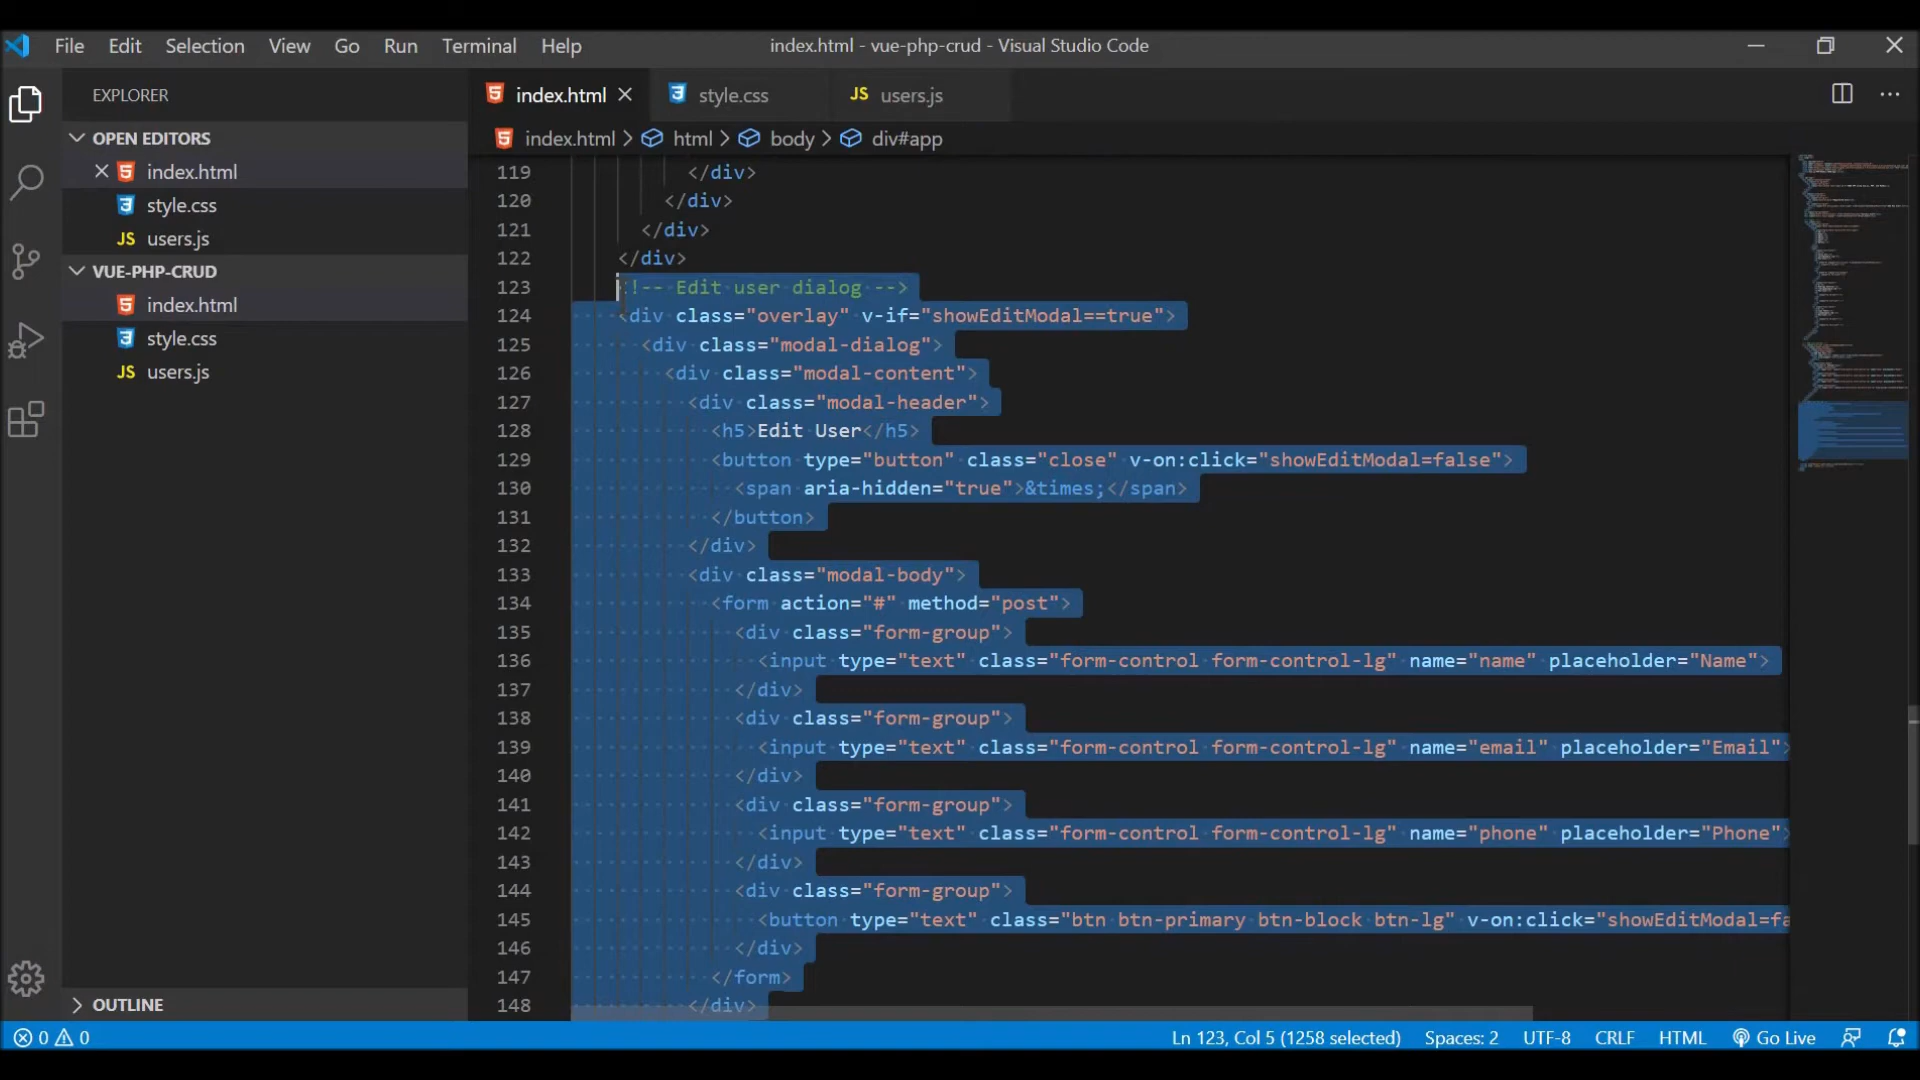 File Edit Selection View Go Run Terminal Help
index.html - vue-php-crud - Visual Studio Code
EXPLORER
OPEN EDITORS
index.html
style.css
JS users.js
VUE-PHP-CRUD
index.html
style.css
JS users.js
OUTLINE
index.html style.css JS users.js
index.html > html > body > div#app
119 </div>
120 </div>
121 </div>
122 </div>
123 <!-- Edit user dialog -->
124 <div class="overlay" v-if="showEditModal==true">
125 <div class="modal-dialog">
126 <div class="modal-content">
127 <div class="modal-header">
128 <h5>Edit User</h5>
129 <button type="button" class="close" v-on:click="showEditModal=false">
130 <span aria-hidden="true">&times;</span>
131 </button>
132 </div>
133 <div class="modal-body">
134 <form action="#" method="post">
135 <div class="form-group">
136 <input type="text" class="form-control form-control-lg" name="name" placeholder="Name">
137 </div>
138 <div class="form-group">
139 <input type="text" class="form-control form-control-lg" name="email" placeholder="Email">
140 </div>
141 <div class="form-group">
142 <input type="text" class="form-control form-control-lg" name="phone" placeholder="Phone">
143 </div>
144 <div class="form-group">
145 <button type="text" class="btn btn-primary btn-block btn-lg" v-on:click="showEditModal=fa
146 </div>
147 </form>
148 </div>
0 0 Ln 123, Col 5 (1258 selected) Spaces: 2 UTF-8 CRLF HTML Go Live